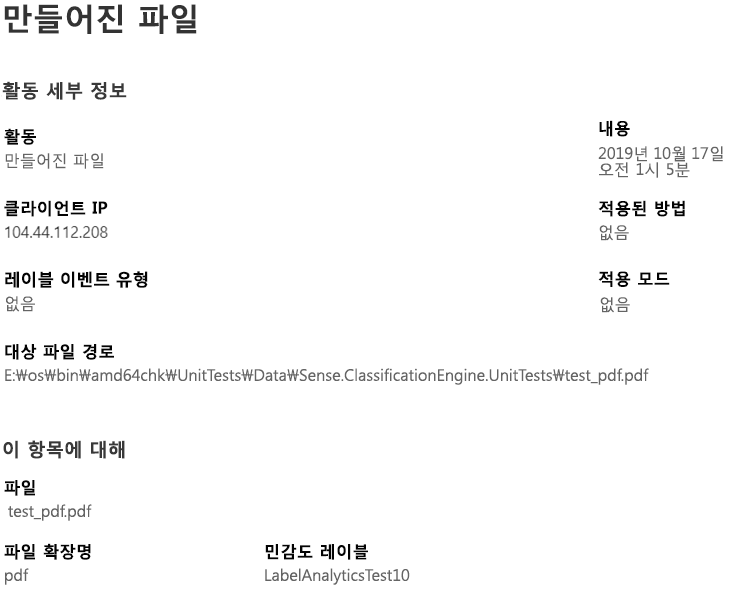 만들어진 파일
활동 세부 정보
활동
만들어진 파일
내용
2019년 10월 17일
오전 1시 5분
클라이언트 IP
104.44.112.208
적용된 방법
없음
레이블 이벤트 유형
없음
적용 모드
없음
대상 파일 경로
E:₩os₩bin₩amd64chk₩UnitTests₩Data₩Sense.ClassificationEngine.UnitTests₩test_pdf.pdf
이 항목에 대해
파일
test_pdf.pdf
파일 확장명
pdf
민감도 레이블
LabelAnalyticsTest10